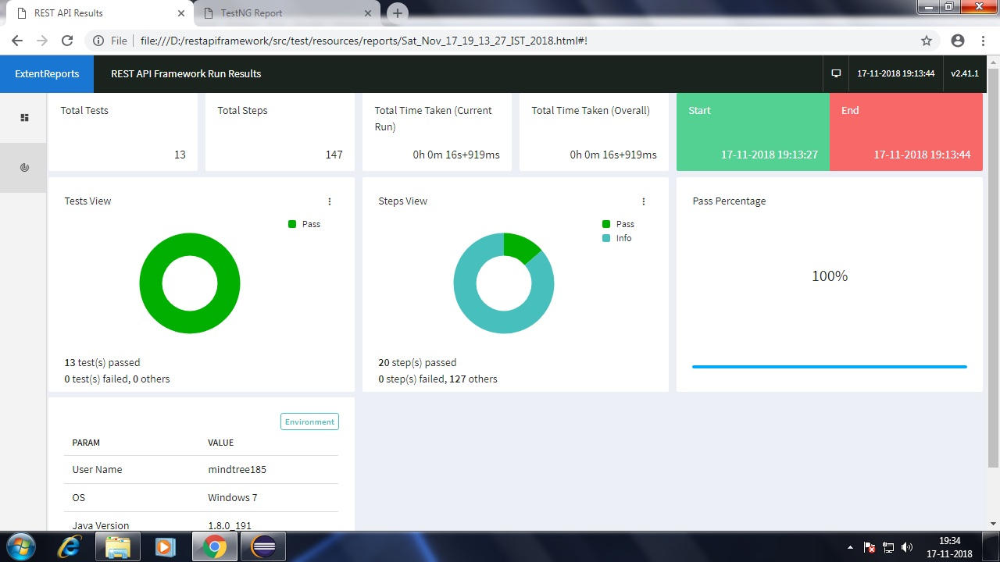 REST API Results
TestNG Report
File
file:///D:/restapiframework/src/test/resources/reports/Sat_Nov_17_19_13_27_IST_2018.html#!
ExtentReports
REST API Framework Run Results
17-11-2018 19:13:44
v2.41.1
Total Tests
13
Total Steps
147
Total Time Taken (Current
Run)
0h 0m 16s+919ms
Total Time Taken (Overall)
0h 0m 16s+919ms
Start
17-11-2018 19:13:27
End
17-11-2018 19:13:44
Tests View
Pass
13 test(s) passed
0 test(s) failed, 0 others
Steps View
Pass
Info
20 step(s) passed
0 step(s) failed, 127 others
Pass Percentage
100%
Environment
PARAM VALUE
User Name mindtree185
OS Windows 7
Java Version 1.8.0_191
19:34
17-11-2018